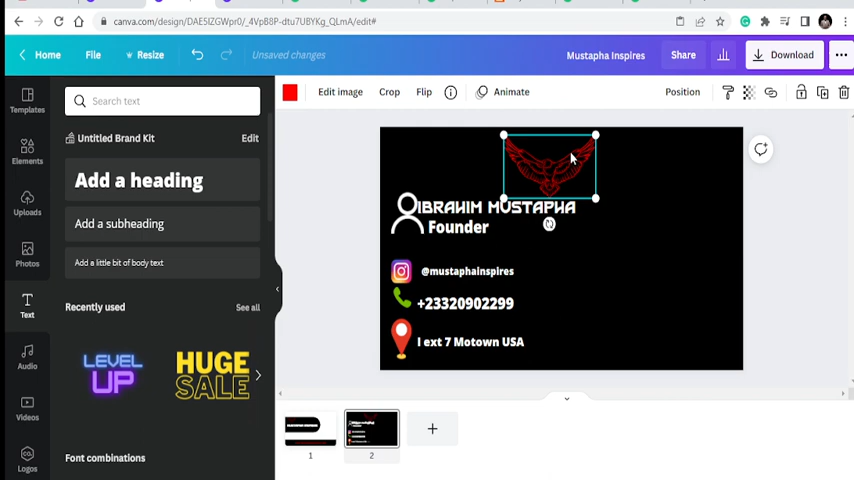 canva.com/design/DAE5IZGWpr0/_4VpB8P-dtu7UBYKg_QLmA/edit#
Home
File
Resize
Unsaved changes
Mustapha Inspires
Share
Download
Templates
Search text
Edit image
Crop
Flip
Animate
Position
Untitled Brand Kit
Edit
Elements
Add a heading
Uploads
Add a subheading
IBRAHIM MUSTAPHA
Founder
Photos
Add a little bit of body text
@mustaphainspires
Text
Recently used
See all
+23320902299
Audio
LEVEL
UP
HUGE
SALE
I ext 7 Motown USA
Videos
Logos
Font combinations
1
2